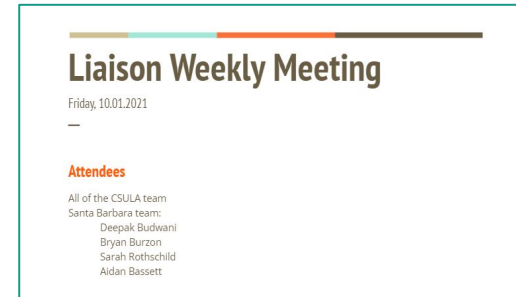 Liaison Weekly Meeting
Friday, 10.01.2021
—
Attendees
All of the CSULA team
Santa Barbara team:
Deepak Budwani
Bryan Burzon
Sarah Rothschild
Aidan Bassett